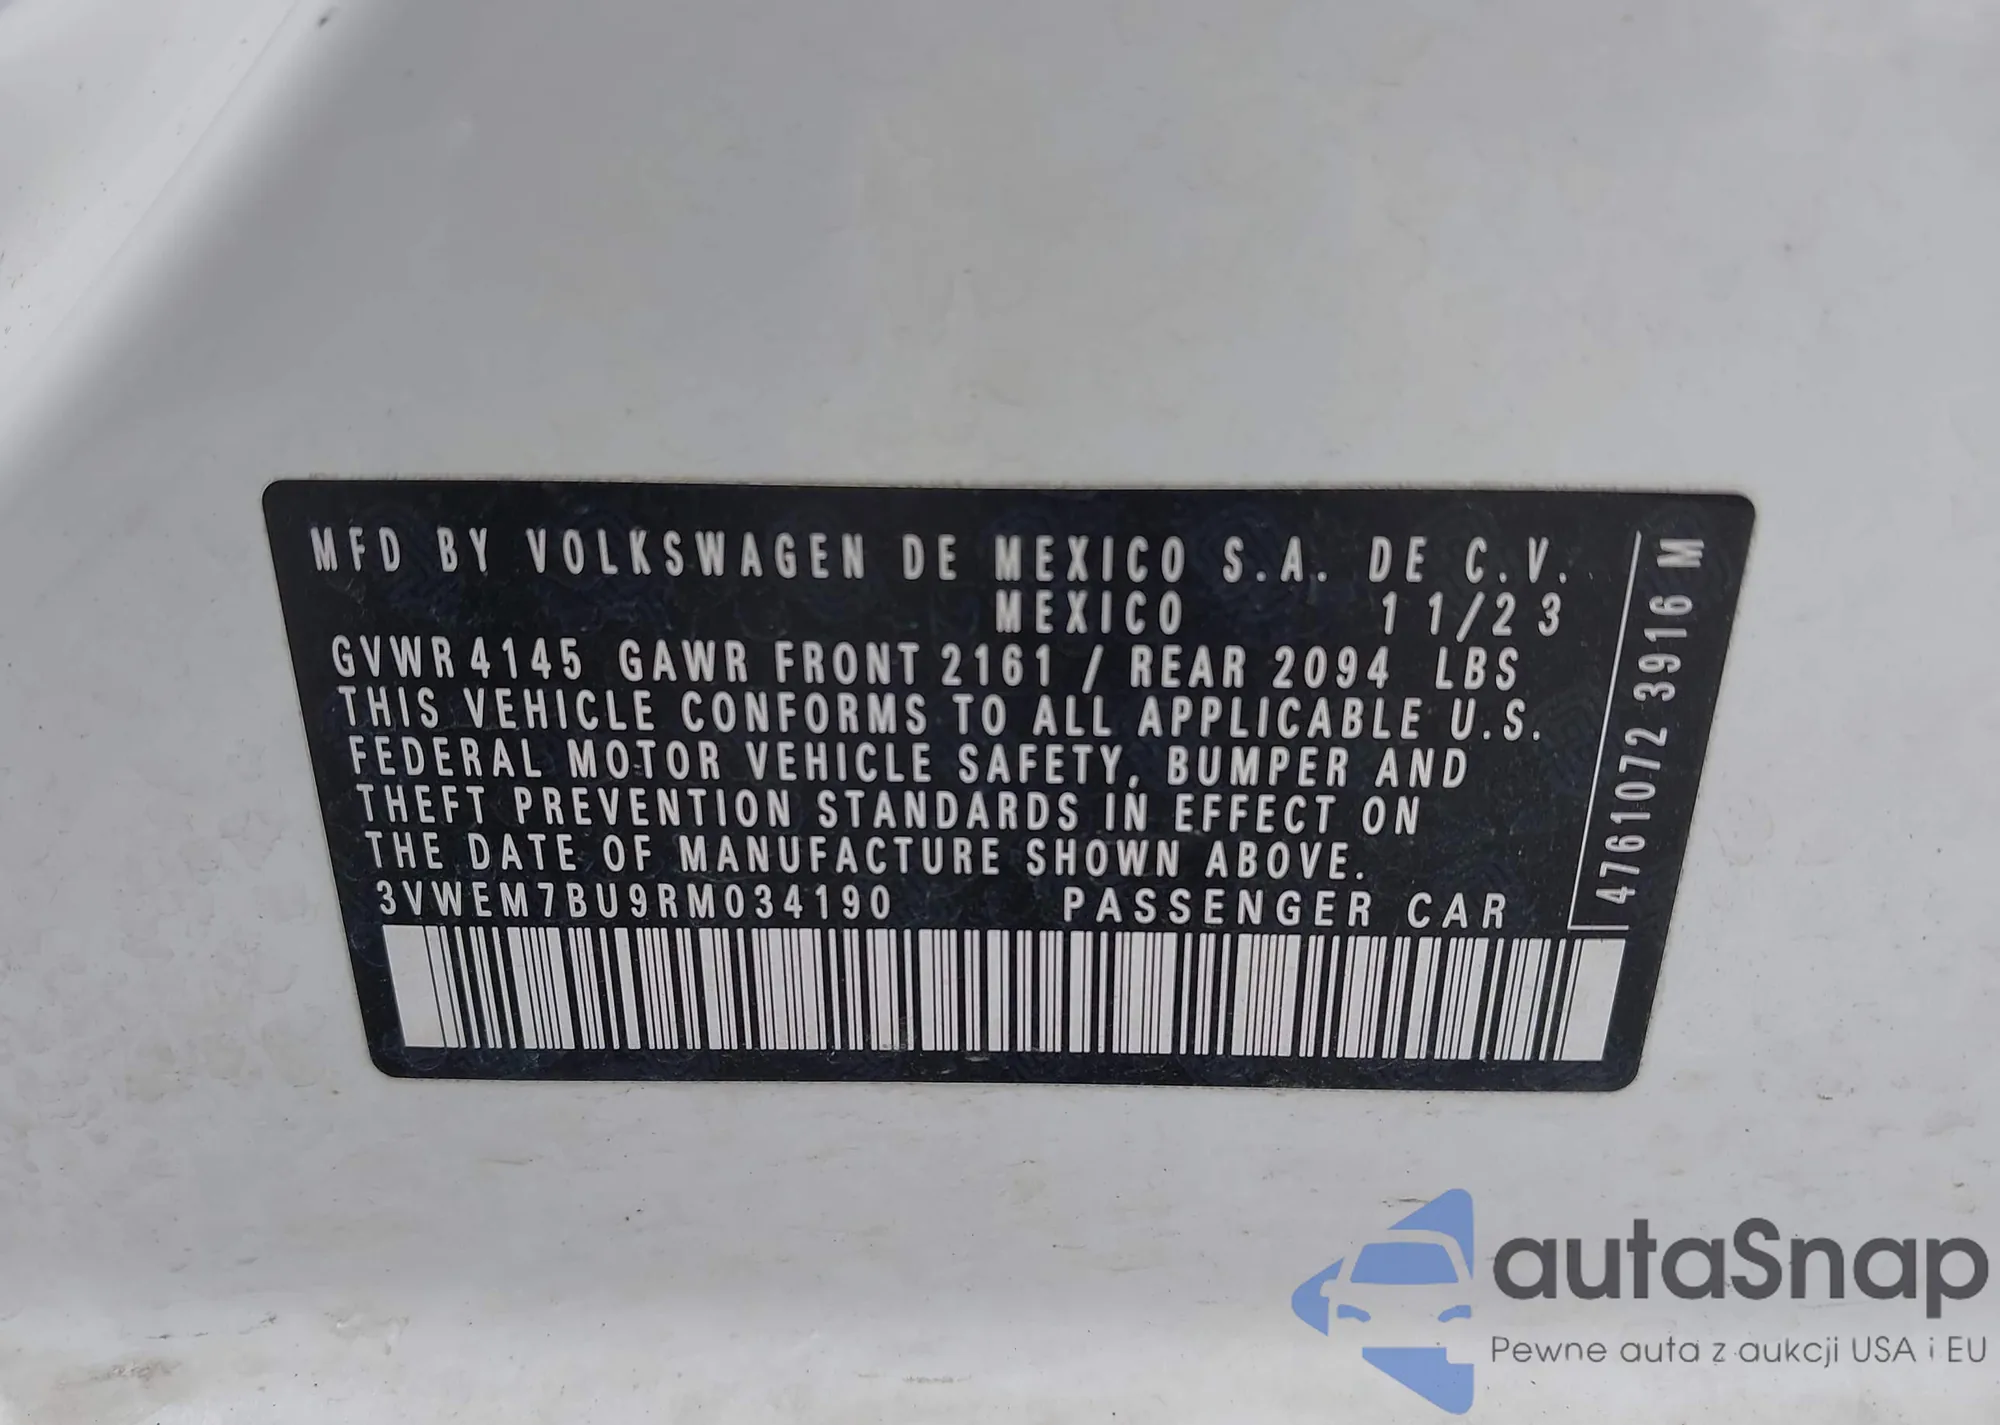 MFD BY VOLKSWAGEN DE MEXICO S.A. DE C.V.
MEXICO 11/23
GVWR 4145 GAWR FRONT 2161 / REAR 2094 LBS
THIS VEHICLE CONFORMS TO ALL APPLICABLE U.S.
FEDERAL MOTOR VEHICLE SAFETY, BUMPER AND
THEFT PREVENTION STANDARDS IN EFFECT ON
THE DATE OF MANUFACTURE SHOWN ABOVE.
3VWEM7BU9RM034190 PASSENGER CAR
4761072 3916 M
autaSnap
Pewne auta z aukcji USA i EU